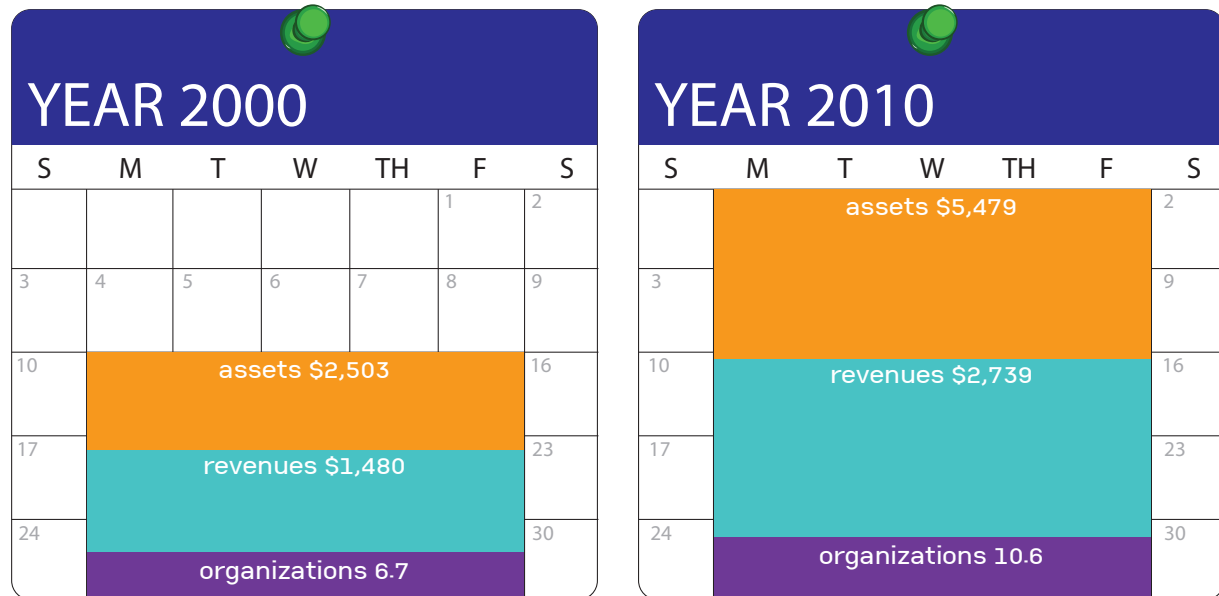 YEAR 2000
S M T W TH F S
1 2
3 4 5 6 7 8 9
10 assets $2,503 16
17 revenues $1,480 23
24 30
organizations 6.7
YEAR 2010
S M T W TH F S
assets $5,479 2
3 9
10 revenues $2,739 16
17 23
24 30
organizations 10.6